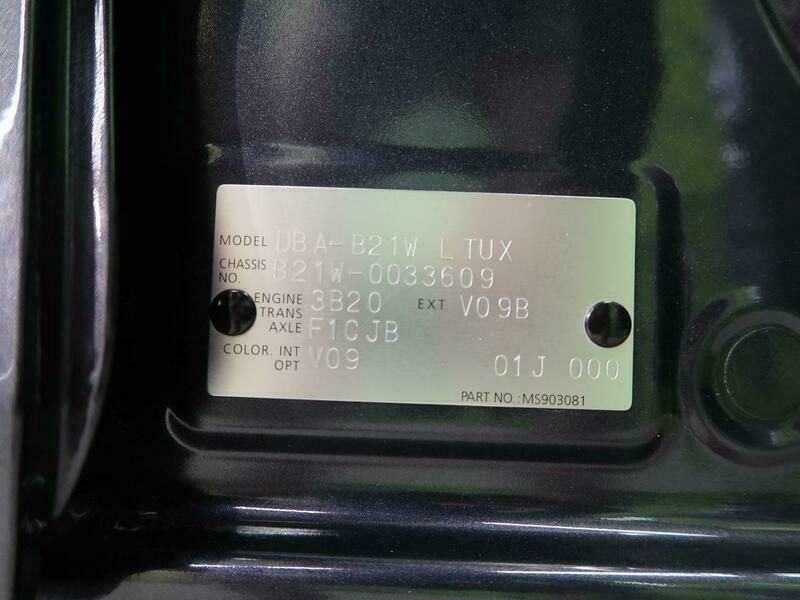 MODEL DBA-B21W LTUX
CHASSIS NO. B21W-0033609
ENGINE 3B20 EXT V09B
TRANS AXLE F1CJB
COLOR. INT OPT V09 01J 000
PART NO.:MS903081